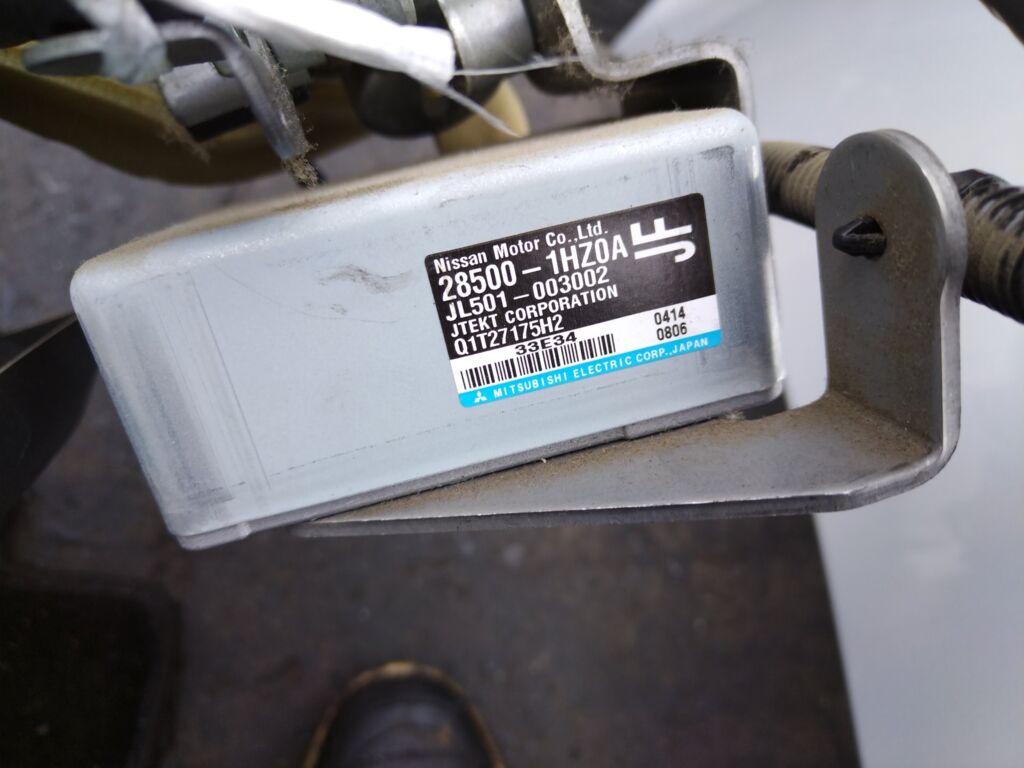 Nissan Motor Co.,Ltd.
28500-1HZ0A
JF
JL501-003002
JTEKT CORPORATION
Q1T27175H2
33E34
0414
0806
MITSUBISHI ELECTRIC CORP.,JAPAN